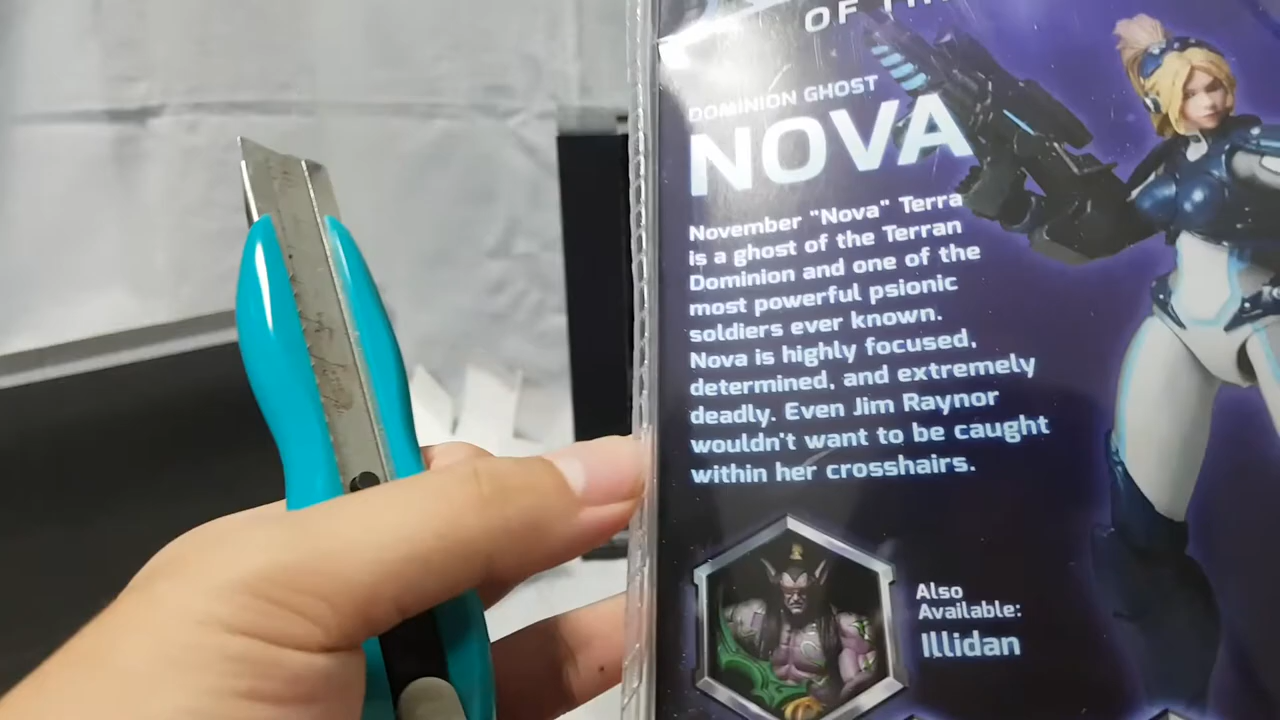 OF
DOMINION GHOST
NOVA
November "Nova" Terra
is a ghost of the Terran
Dominion and one of the
most powerful psionic
soldiers ever known.
Nova is highly focused,
determined, and extremely
deadly. Even Jim Raynor
wouldn't want to be caught
within her crosshairs.
Also
Available:
Illidan